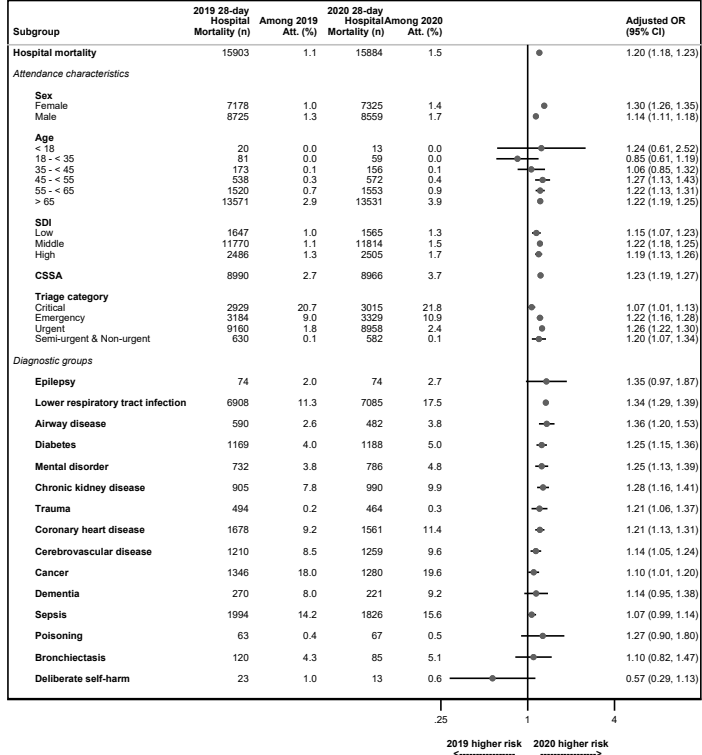 2019 28-day 2020 28-day
Hospital Among 2019 Hospital Among 2020 Adjusted OR
Subgroup Mortality (n) Att. (%) Mortality (n) Att. (%) (95% CI)
Hospital mortality 15903 1.1 15884 1.5 1.20 (1.18, 1.23)
Attendance characteristics
Sex
Female 7178 1.0 7325 1.4 1.30 (1.26, 1.35)
Male 8725 1.3 8559 1.7 1.14 (1.11, 1.18)
Age
< 18 20 0.0 13 0.0 1.24 (0.61, 2.52)
18 - < 35 81 0.0 59 0.0 0.85 (0.61, 1.19)
35 - < 45 173 0.1 156 0.1 1.06 (0.85, 1.32)
45 - < 55 538 0.3 572 0.4 1.27 (1.13, 1.43)
55 - < 65 1520 0.7 1553 0.9 1.22 (1.13, 1.31)
> 65 13571 2.9 13531 3.9 1.22 (1.19, 1.25)
SDI
Low 1647 1.0 1565 1.3 1.15 (1.07, 1.23)
Middle 11770 1.1 11814 1.5 1.22 (1.18, 1.25)
High 2486 1.3 2505 1.7 1.19 (1.13, 1.26)
CSSA 8990 2.7 8966 3.7 1.23 (1.19, 1.27)
Triage category
Critical 2929 20.7 3015 21.8 1.07 (1.01, 1.13)
Emergency 3184 9.0 3329 10.9 1.22 (1.16, 1.28)
Urgent 9160 1.8 8958 2.4 1.26 (1.22, 1.30)
Semi-urgent & Non-urgent 630 0.1 582 0.1 1.20 (1.07, 1.34)
Diagnostic groups
Epilepsy 74 2.0 74 2.7 1.35 (0.97, 1.87)
Lower respiratory tract infection 6908 11.3 7085 17.5 1.34 (1.29, 1.39)
Airway disease 590 2.6 482 3.8 1.36 (1.20, 1.53)
Diabetes 1169 4.0 1188 5.0 1.25 (1.15, 1.36)
Mental disorder 732 3.8 786 4.8 1.25 (1.13, 1.39)
Chronic kidney disease 905 7.8 990 9.9 1.28 (1.16, 1.41)
Trauma 494 0.2 464 0.3 1.21 (1.06, 1.37)
Coronary heart disease 1678 9.2 1561 11.4 1.21 (1.13, 1.31)
Cerebrovascular disease 1210 8.5 1259 9.6 1.14 (1.05, 1.24)
Cancer 1346 18.0 1280 19.6 1.10 (1.01, 1.20)
Dementia 270 8.0 221 9.2 1.14 (0.95, 1.38)
Sepsis 1994 14.2 1826 15.6 1.07 (0.99, 1.14)
Poisoning 63 0.4 67 0.5 1.27 (0.90, 1.80)
Bronchiectasis 120 4.3 85 5.1 1.10 (0.82, 1.47)
Deliberate self-harm 23 1.0 13 0.6 0.57 (0.29, 1.13)
.25 1 4
2019 higher risk 2020 higher risk
<---------------- ---------------->